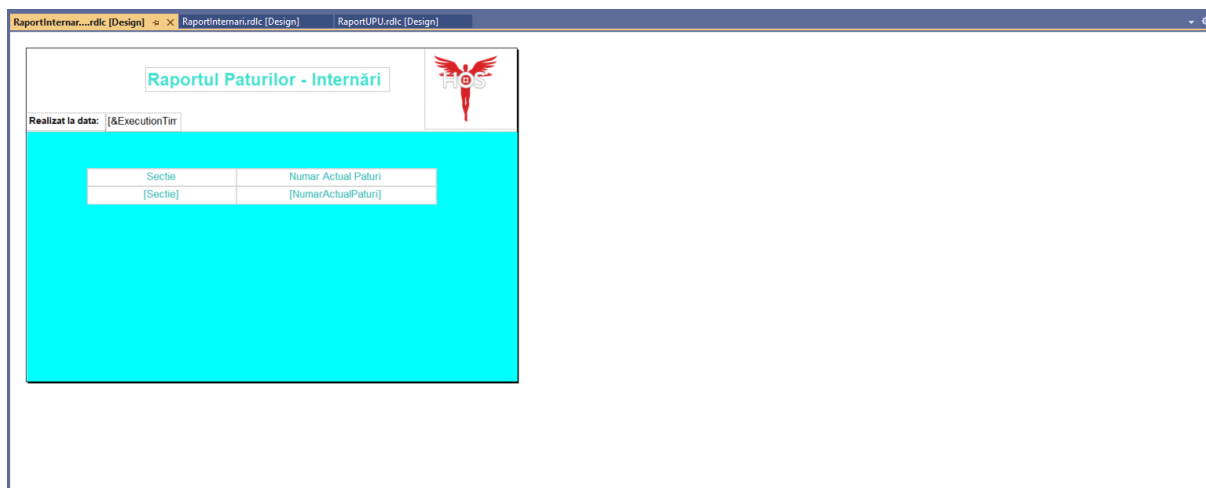 RaportInternar....rdlc [Design] RaportInternari.rdlc [Design] RaportUPU.rdlc [Design]
Raportul Paturilor - Internări
HOS
Realizat la data: [&ExecutionTim
Sectie Numar Actual Paturi
[Sectie] [NumarActualPaturi]